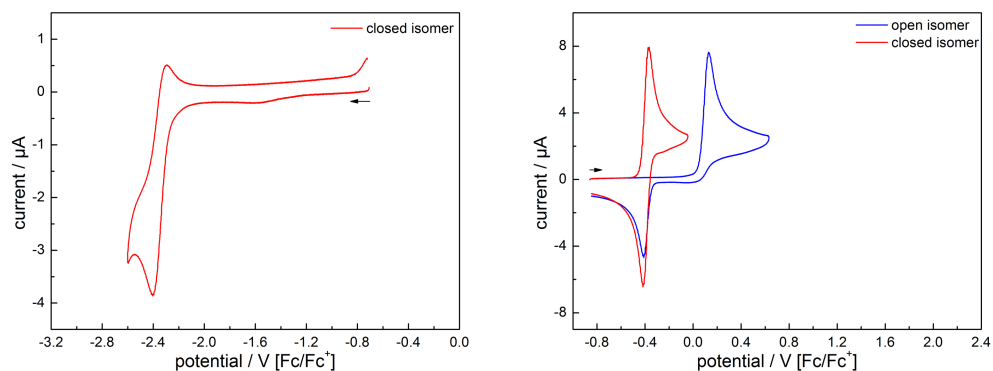 closed isomer
1
0
-1
-2
-3
-4
current / µA
-3.2 -2.8 -2.4 -2.0 -1.6 -1.2 -0.8 -0.4 0.0
potential / V [Fc/Fc+]
open isomer
closed isomer
8
4
0
-4
-8
current / µA
-0.8 -0.4 0.0 0.4 0.8 1.2 1.6 2.0 2.4
potential / V [Fc/Fc+]